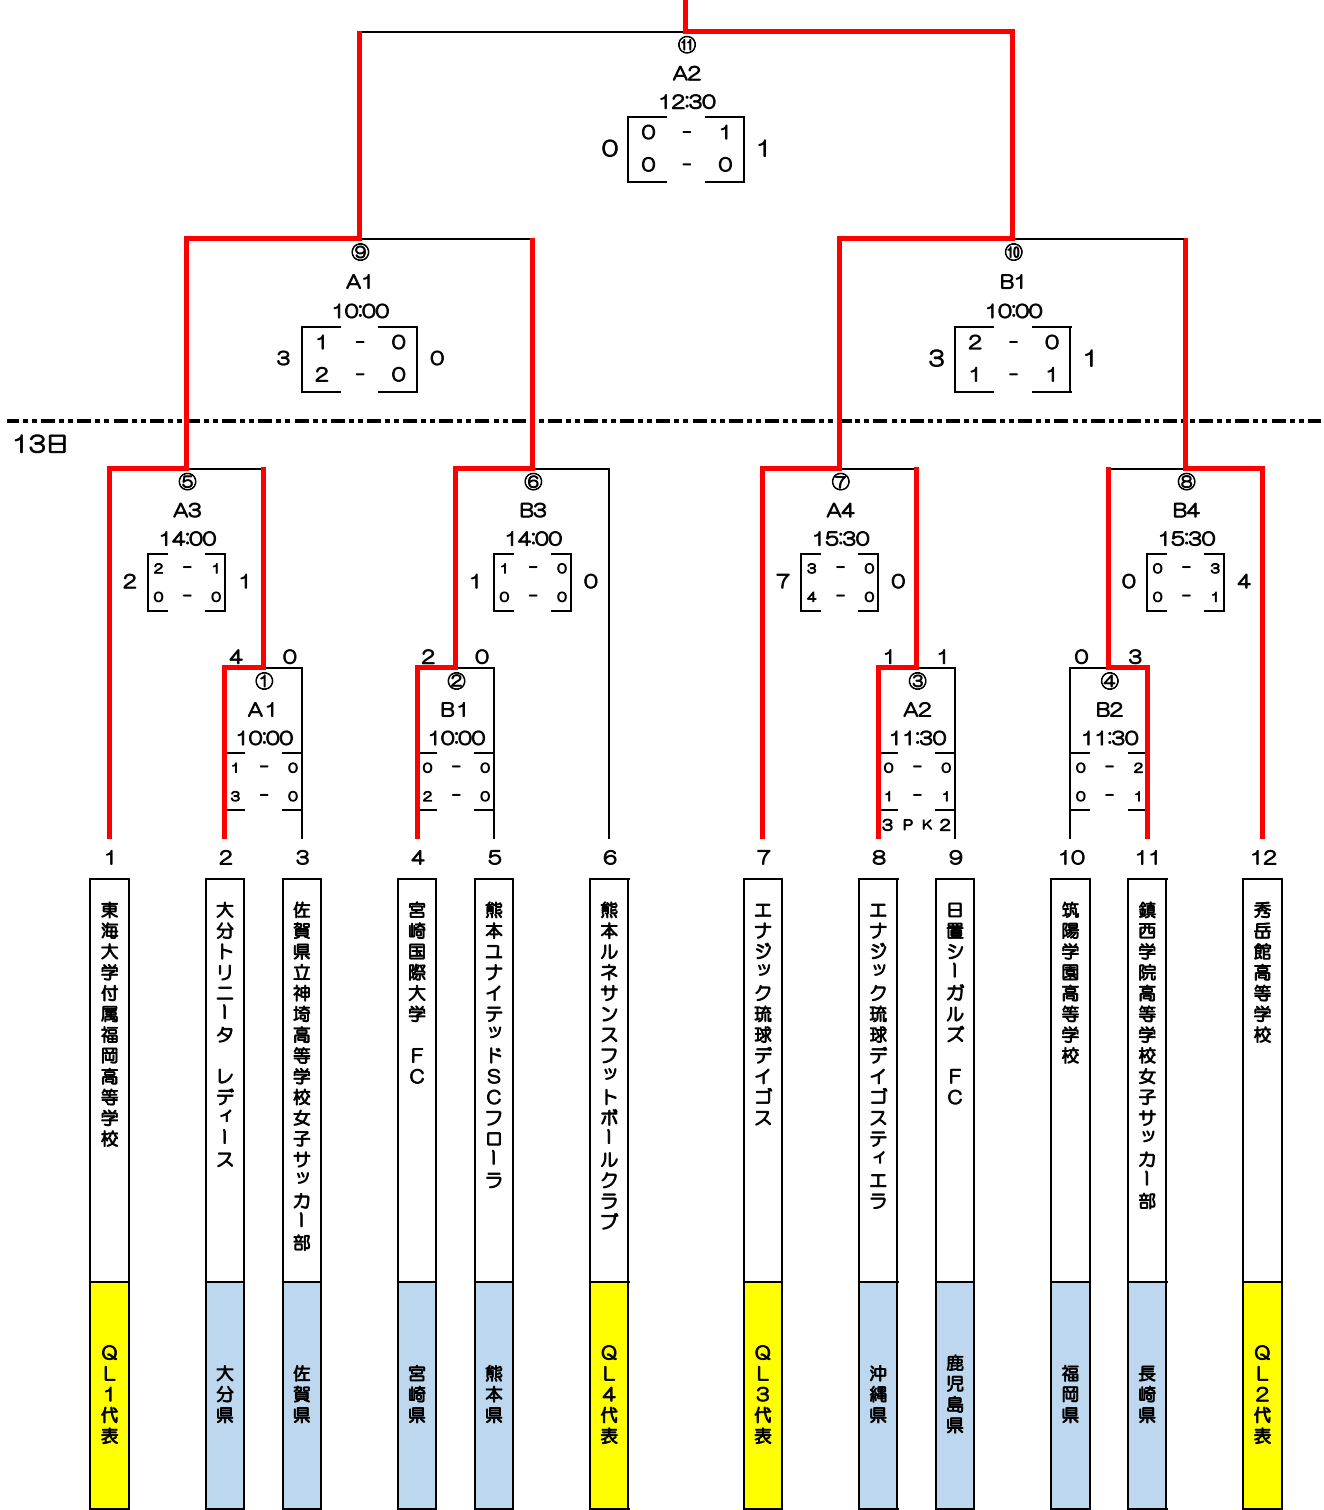 ⑪
A2
12:30
0 0 - 1 1
0 - 0
⑨ ⑩
A1 B1
10:00 10:00
3 1 - 0 0 3 2 - 0 1
2 - 0 1 - 1
13日
⑤ ⑥ ⑦ ⑧
A3 B3 A4 B4
14:00 14:00 15:30 15:30
2 2 - 1 1 1 1 - 0 0 7 3 - 0 0 0 0 - 3 4
0 - 0 0 - 0 4 - 0 0 - 1
4 0 2 0 1 1 0 3
① ② ③ ④
A1 B1 A2 B2
10:00 10:00 11:30 11:30
1 - 0 0 - 0 0 - 0 0 - 2
3 - 0 2 - 0 1 - 1 0 - 1
3 PK 2
1 2 3 4 5 6 7 8 9 10 11 12
東海大学付属福岡高等学校
大分トリニータ レディース
佐賀県立神埼高等学校女子サッカー部
宮崎国際大学 FC
熊本ユナイテッドSCフローラ
熊本ルネサンスフットボールクラブ
エナジック琉球デイゴス
エナジック琉球デイゴスティエラ
日置シーガルズ FC
筑陽学園高等学校
鎮西学院高等学校女子サッカー部
秀岳館高等学校
QL1代表
大分県
佐賀県
宮崎県
熊本県
QL4代表
QL3代表
沖縄県
鹿児島県
福岡県
長崎県
QL2代表